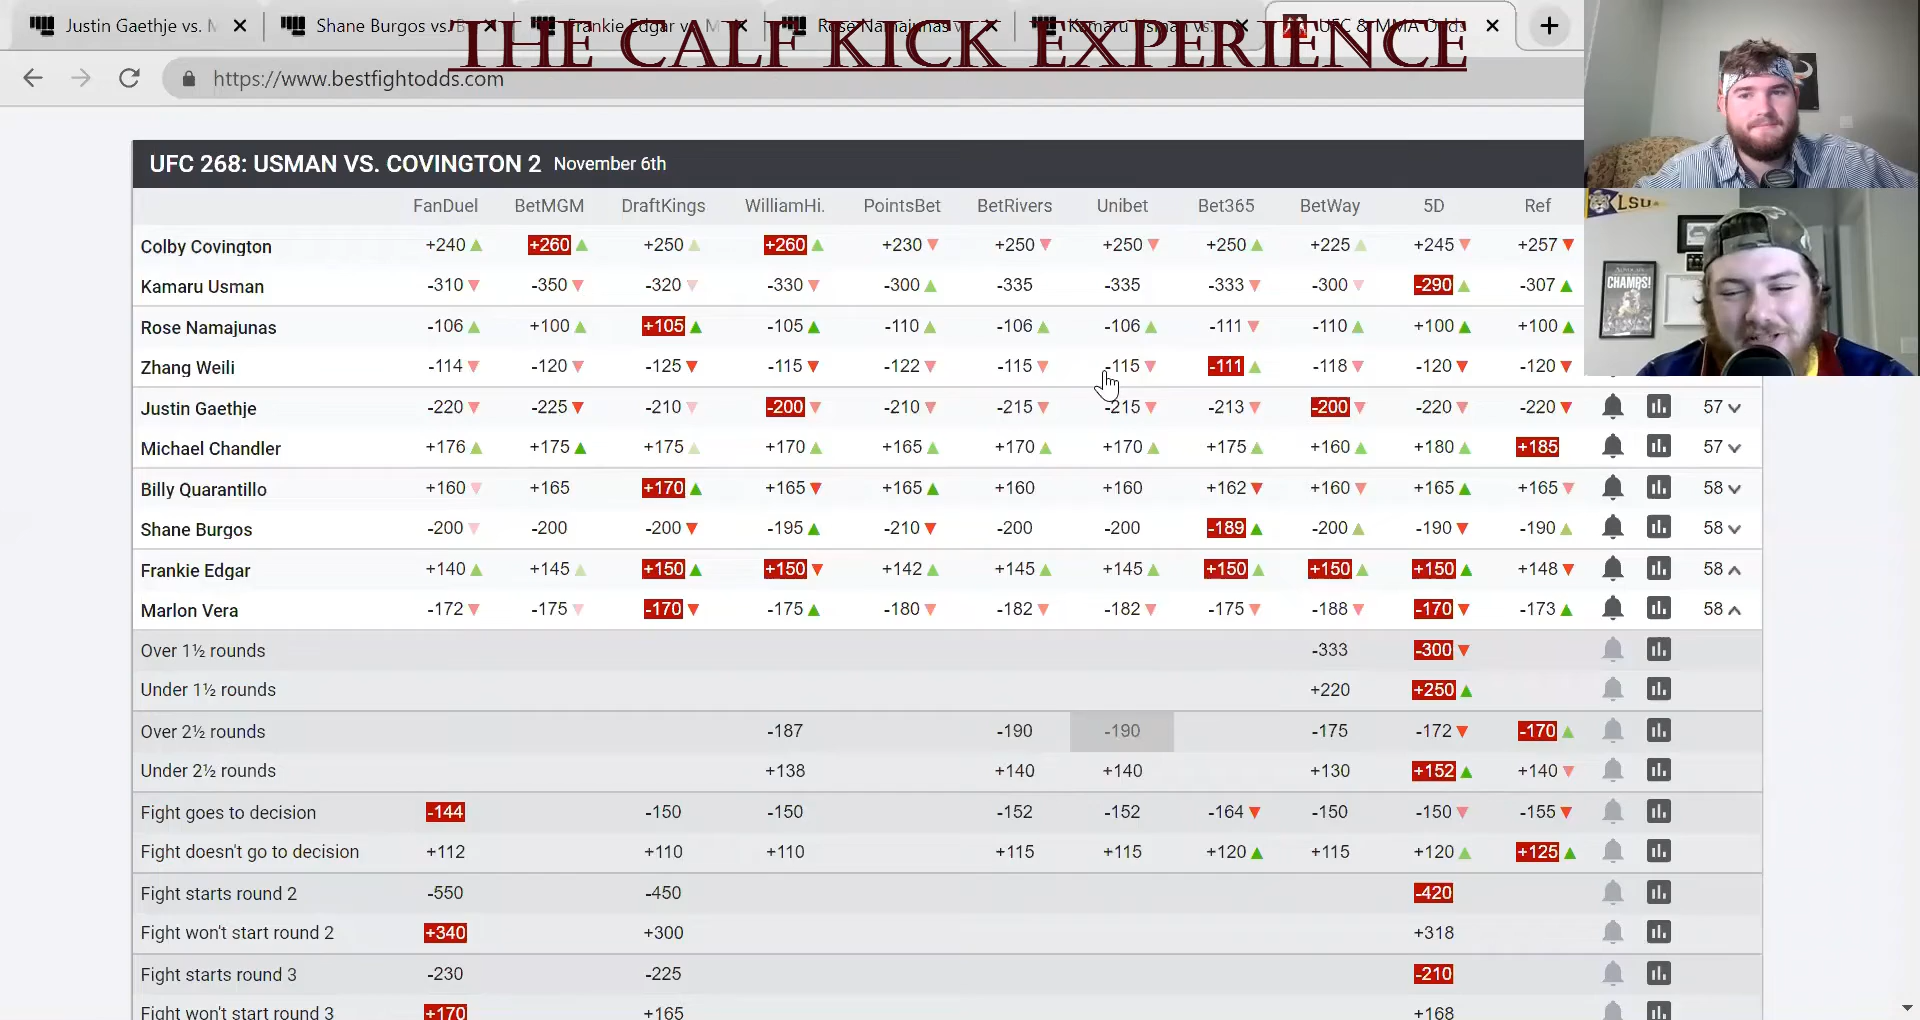 Justin Gaethje vs. M
Shane Burgos vs. B
Frankie Edgar v M
Rose Namajunas v
Kamaru Usman vs.
UFC & MMA Odds
THE CALF KICK EXPERIENCE
https://www.bestfightodds.com
UFC 268: USMAN VS. COVINGTON 2 November 6th
FanDuel BetMGM DraftKings WilliamHi. PointsBet BetRivers Unibet Bet365 BetWay 5D Ref
Colby Covington +240 +260 +250 +260 +230 +250 +250 +250 +225 +245 +257
Kamaru Usman -310 -350 -320 -330 -300 -335 -335 -333 -300 -290 -307
Rose Namajunas -106 +100 +105 -105 -110 -106 -106 -111 -110 +100 +100
Zhang Weili -114 -120 -125 -115 -122 -115 -115 -111 -118 -120 -120
Justin Gaethje -220 -225 -210 -200 -210 -215 -215 -213 -200 -220 -220 57
Michael Chandler +176 +175 +175 +170 +165 +170 +170 +175 +160 +180 +185 57
Billy Quarantillo +160 +165 +170 +165 +165 +160 +160 +162 +160 +165 +165 58
Shane Burgos -200 -200 -200 -195 -210 -200 -200 -189 -200 -190 -190 58
Frankie Edgar +140 +145 +150 +150 +142 +145 +145 +150 +150 +150 +148 58
Marlon Vera -172 -175 -170 -175 -180 -182 -182 -175 -188 -170 -173 58
Over 1½ rounds -333 -300
Under 1½ rounds +220 +250
Over 2½ rounds -187 -190 -190 -175 -172 -170
Under 2½ rounds +138 +140 +140 +130 +152 +140
Fight goes to decision -144 -150 -150 -152 -152 -164 -150 -150 -155
Fight doesn't go to decision +112 +110 +110 +115 +115 +120 +115 +120 +125
Fight starts round 2 -550 -450 -420
Fight won't start round 2 +340 +300 +318
Fight starts round 3 -230 -225 -210
Fight won't start round 3 +170 +165 +168
LSU
CHAMPS!